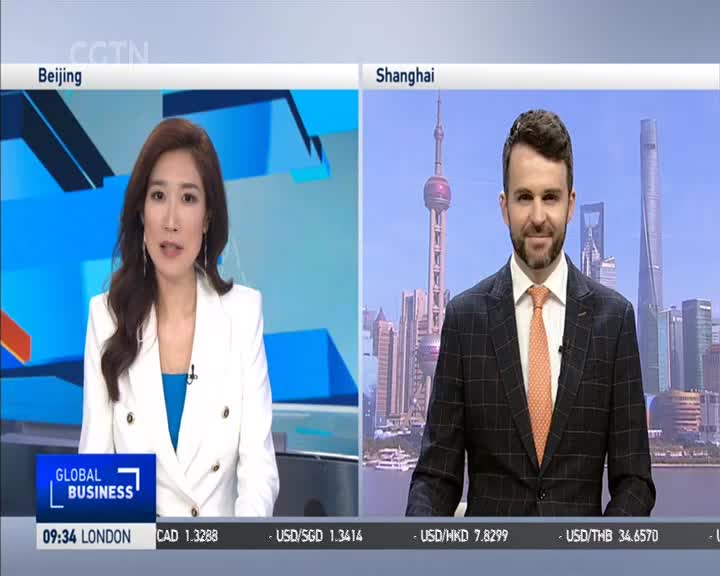 CGTN
Beijing
Shanghai
GLOBAL
BUSINESS
09:34 LONDON
CAD 1.3288 - USD/SGD 1.3414 - USD/HKD 7.8299 - USD/THB 34.6570